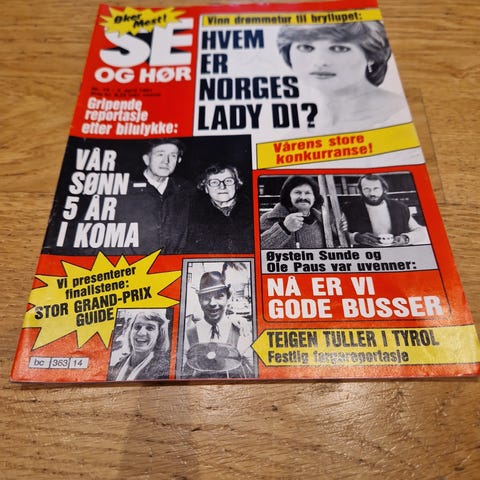 Øker Mest!
SE
OG HØR
Vinn drømmetur til bryllupet:
HVEM
ER
NORGES
LADY DI?
Gripende
reportasje
etter bilulykke:
Vårens store
konkurranse!
VÅR
SØNN
5 ÅR
I KOMA
Øystein Sunde og
Ole Paus var uvenner:
NÅ ER VI
GODE BUSSER
Vi presenterer
finalistene:
STOR GRAND-PRIX
GUIDE
TEIGEN TULLER I TYROL
Festlig fargereportasje
bc 363 14